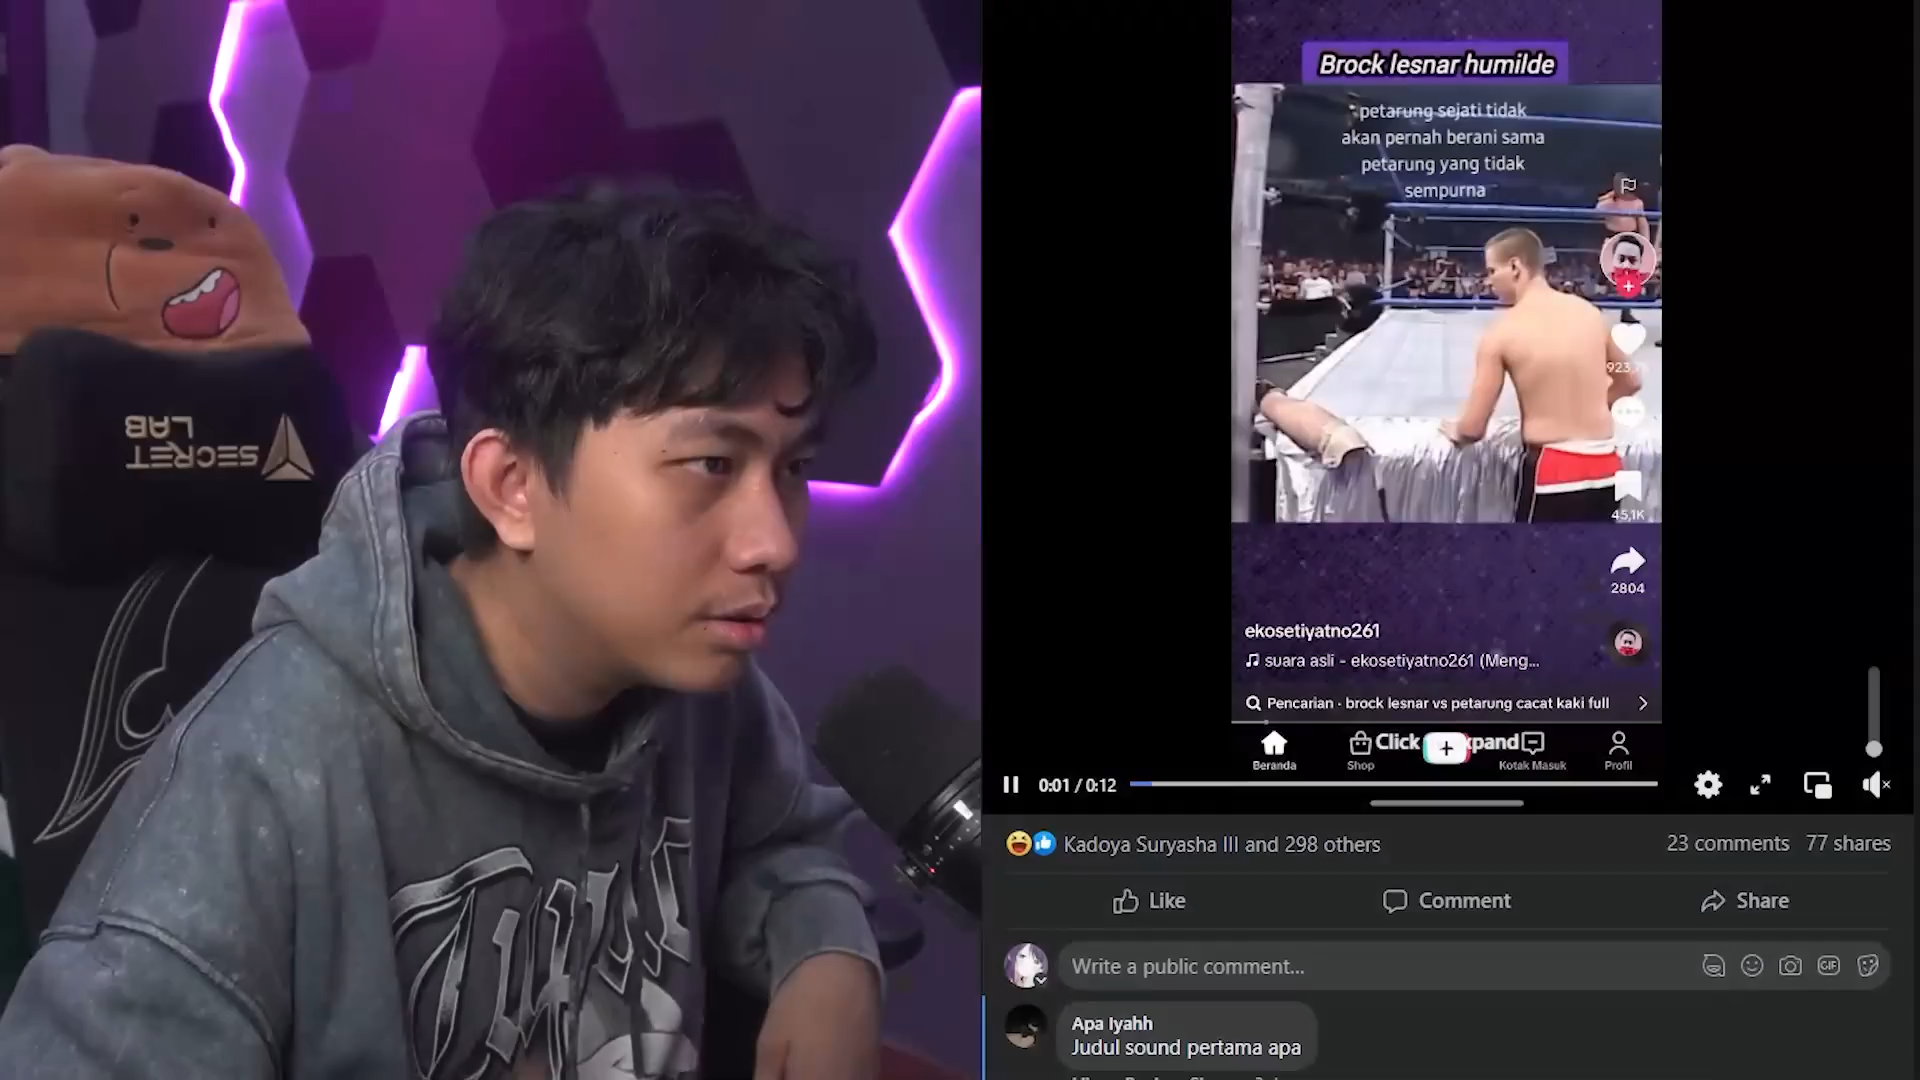 SECRET
LAB
Brock lesnar humilde
petarung sejati tidak
akan pernah berani sama
petarung yang tidak
sempurna
45,1K
2804
ekosetiyatno261
suara asli - ekosetiyatno261 (Meng...
Pencarian · brock lesnar vs petarung cacat kaki full
Click
Beranda
Shop
Kotak Masuk
Profil
0:01 / 0:12
Kadoya Suryasha III and 298 others
23 comments
77 shares
Like
Comment
Share
Write a public comment...
GIF
Apa Iyahh
Judul sound pertama apa